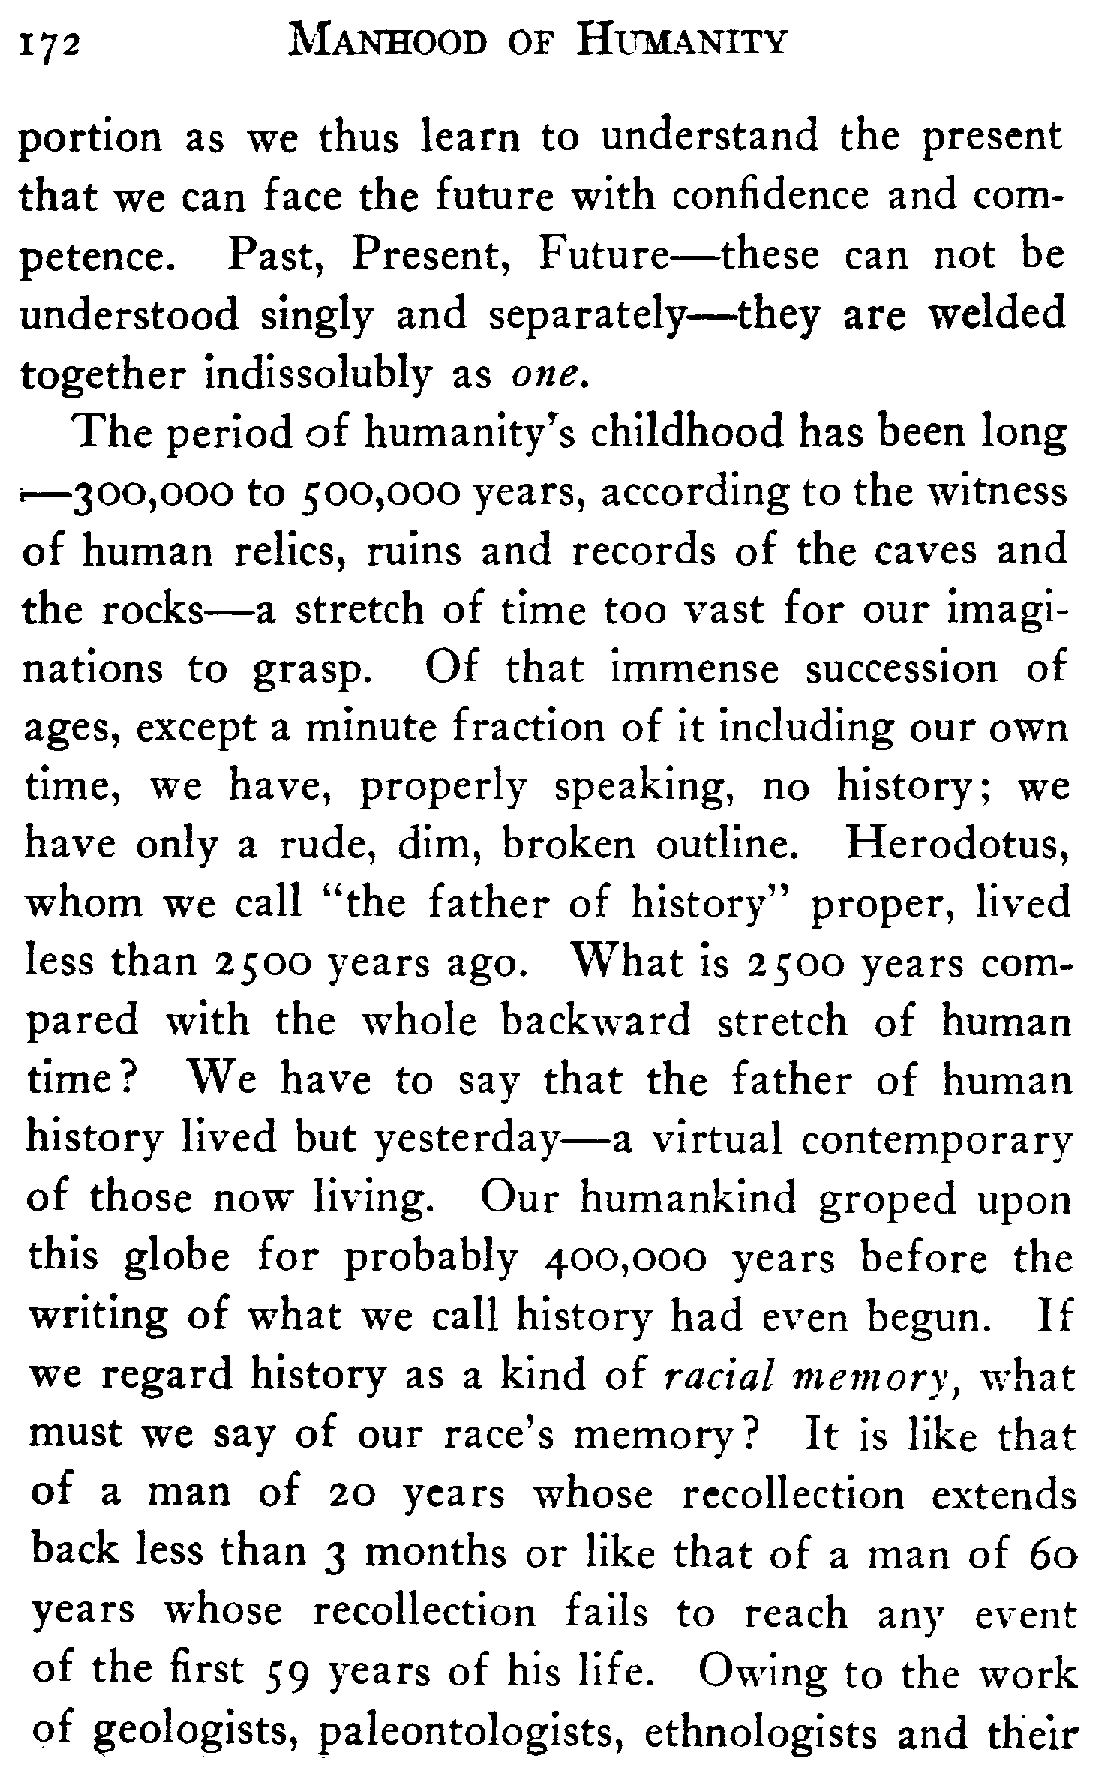 172 MANHOOD OF HUMANITY
portion as we thus learn to understand the present
that we can face the future with confidence and com-
petence. Past, Present, Future—these can not be
understood singly and separately—they are welded
together indissolubly as one.
The period of humanity's childhood has been long
—300,000 to 500,000 years, according to the witness
of human relics, ruins and records of the caves and
the rocks—a stretch of time too vast for our imagi-
nations to grasp. Of that immense succession of
ages, except a minute fraction of it including our own
time, we have, properly speaking, no history; we
have only a rude, dim, broken outline. Herodotus,
whom we call "the father of history" proper, lived
less than 2500 years ago. What is 2500 years com-
pared with the whole backward stretch of human
time? We have to say that the father of human
history lived but yesterday—a virtual contemporary
of those now living. Our humankind groped upon
this globe for probably 400,000 years before the
writing of what we call history had even begun. If
we regard history as a kind of racial memory, what
must we say of our race's memory? It is like that
of a man of 20 years whose recollection extends
back less than 3 months or like that of a man of 60
years whose recollection fails to reach any event
of the first 59 years of his life. Owing to the work
of geologists, paleontologists, ethnologists and their